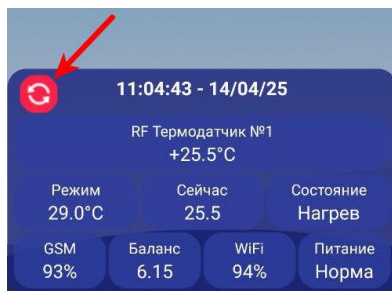 11:04:43 - 14/04/25
RF Термодатчик №1
+25.5°C
Режим Сейчас Состояние
29.0°C 25.5 Нагрев
GSM Баланс WiFi Питание
93% 6.15 94% Норма